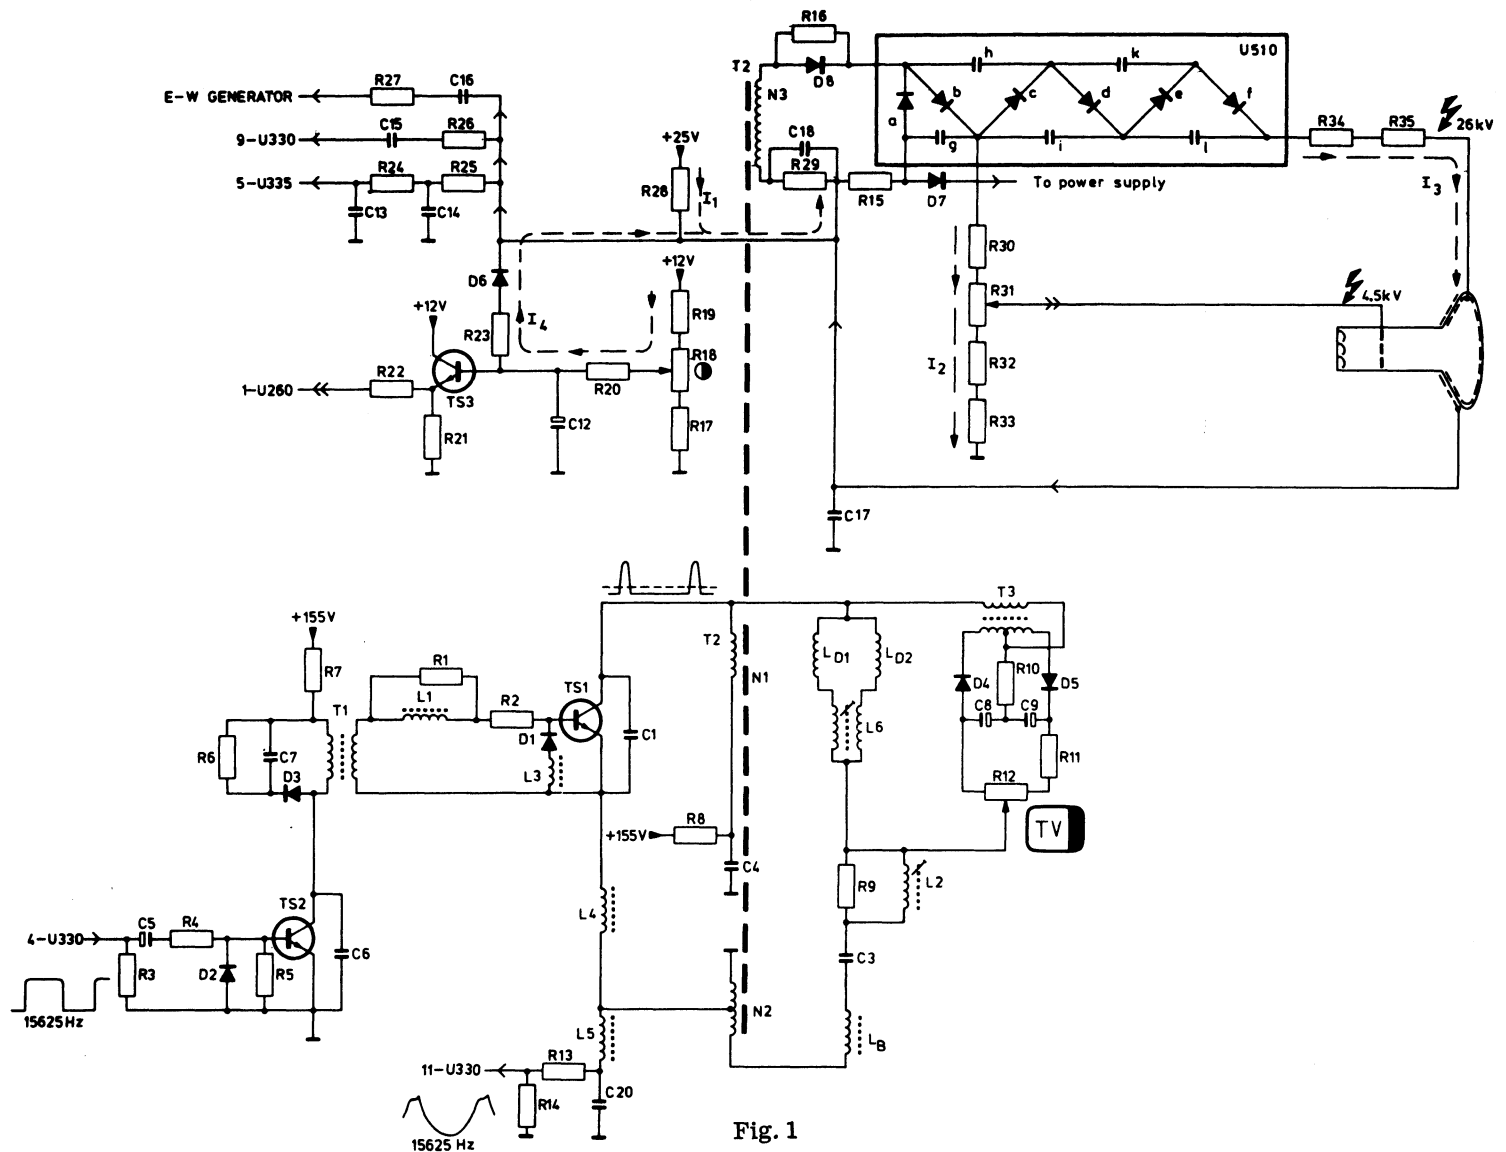 R16
U510
T2
D8
h
k
N3
R27
C16
E-W GENERATOR
b
c
d
e
f
C15
R26
9-U330
+25V
C18
a
g
i
l
R34
R35
26kV
R24
R25
5-U335
R28
I1
R29
R15
D7
To power supply
I3
C13
C14
R30
+12V
D6
R31
4.5kV
+12V
R19
R23
I4
R18
R22
R20
R32
I2
1-U260
TS3
R21
C12
R17
R33
C17
+155V
T3
R7
R1
T2
LD1
LD2
L1
TS1
N1
R10
T1
R2
D4
D5
C8
C9
R6
C7
D1
C1
L6
D3
L3
R11
R12
R8
+155V
TV
C4
R9
L2
TS2
L4
C5
R4
4-U330
C6
C3
R3
D2
R5
N2
15625Hz
L5
LB
R13
11-U330
R14
C20
15625 Hz
Fig. 1